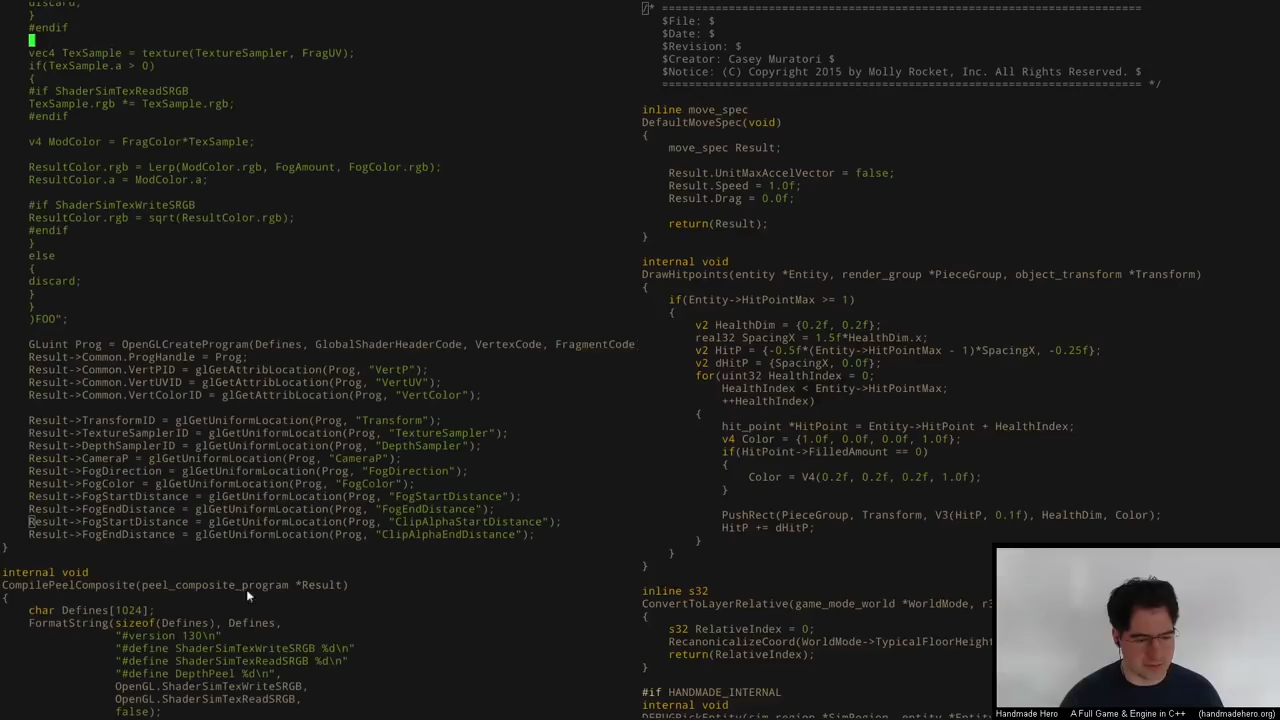 discard;
}
#endif
vec4 TexSample = texture(TextureSampler, FragUV);
if(TexSample.a > 0)
{
#if ShaderSimTexReadSRGB
TexSample.rgb *= TexSample.rgb;
#endif
v4 ModColor = FragColor*TexSample;
ResultColor.rgb = Lerp(ModColor.rgb, FogAmount, FogColor.rgb);
ResultColor.a = ModColor.a;
#if ShaderSimTexWriteSRGB
ResultColor.rgb = sqrt(ResultColor.rgb);
#endif
}
else
{
discard;
}
}
)FOO";
GLuint Prog = OpenGLCreateProgram(Defines, GlobalShaderHeaderCode, VertexCode, FragmentCode
Result->Common.ProgHandle = Prog;
Result->Common.VertPID = glGetAttribLocation(Prog, "VertP");
Result->Common.VertUVID = glGetAttribLocation(Prog, "VertUV");
Result->Common.VertColorID = glGetAttribLocation(Prog, "VertColor");
Result->TransformID = glGetUniformLocation(Prog, "Transform");
Result->TextureSamplerID = glGetUniformLocation(Prog, "TextureSampler");
Result->DepthSamplerID = glGetUniformLocation(Prog, "DepthSampler");
Result->CameraP = glGetUniformLocation(Prog, "CameraP");
Result->FogDirection = glGetUniformLocation(Prog, "FogDirection");
Result->FogColor = glGetUniformLocation(Prog, "FogColor");
Result->FogStartDistance = glGetUniformLocation(Prog, "FogStartDistance");
Result->FogEndDistance = glGetUniformLocation(Prog, "FogEndDistance");
Result->FogStartDistance = glGetUniformLocation(Prog, "ClipAlphaStartDistance");
Result->FogEndDistance = glGetUniformLocation(Prog, "ClipAlphaEndDistance");
}
internal void
CompilePeelComposite(peel_composite_program *Result)
{
char Defines[1024];
FormatString(sizeof(Defines), Defines,
"#version 130\n"
"#define ShaderSimTexWriteSRGB %d\n"
"#define ShaderSimTexReadSRGB %d\n"
"#define DepthPeel %d\n",
OpenGL.ShaderSimTexWriteSRGB,
OpenGL.ShaderSimTexReadSRGB,
false);
/* ========================================================================
$File: $
$Date: $
$Revision: $
$Creator: Casey Muratori $
$Notice: (C) Copyright 2015 by Molly Rocket, Inc. All Rights Reserved. $
======================================================================== */
inline move_spec
DefaultMoveSpec(void)
{
move_spec Result;
Result.UnitMaxAccelVector = false;
Result.Speed = 1.0f;
Result.Drag = 0.0f;
return(Result);
}
internal void
DrawHitpoints(entity *Entity, render_group *PieceGroup, object_transform *Transform)
{
if(Entity->HitPointMax >= 1)
{
v2 HealthDim = {0.2f, 0.2f};
real32 SpacingX = 1.5f*HealthDim.x;
v2 HitP = {-0.5f*(Entity->HitPointMax - 1)*SpacingX, -0.25f};
v2 dHitP = {SpacingX, 0.0f};
for(uint32 HealthIndex = 0;
HealthIndex < Entity->HitPointMax;
++HealthIndex)
{
hit_point *HitPoint = Entity->HitPoint + HealthIndex;
v4 Color = {1.0f, 0.0f, 0.0f, 1.0f};
if(HitPoint->FilledAmount == 0)
{
Color = V4(0.2f, 0.2f, 0.2f, 1.0f);
}
PushRect(PieceGroup, Transform, V3(HitP, 0.1f), HealthDim, Color);
HitP += dHitP;
}
}
}
inline s32
ConvertToLayerRelative(game_mode_world *WorldMode, r3
{
s32 RelativeIndex = 0;
RecanonicalizeCoord(WorldMode->TypicalFloorHeight
return(RelativeIndex);
}
#if HANDMADE_INTERNAL
internal void
DEBUGPickEntity(sim_region *SimRegion, entity *Entity
Handmade Hero A Full Game & Engine in C++ (handmadehero.org)